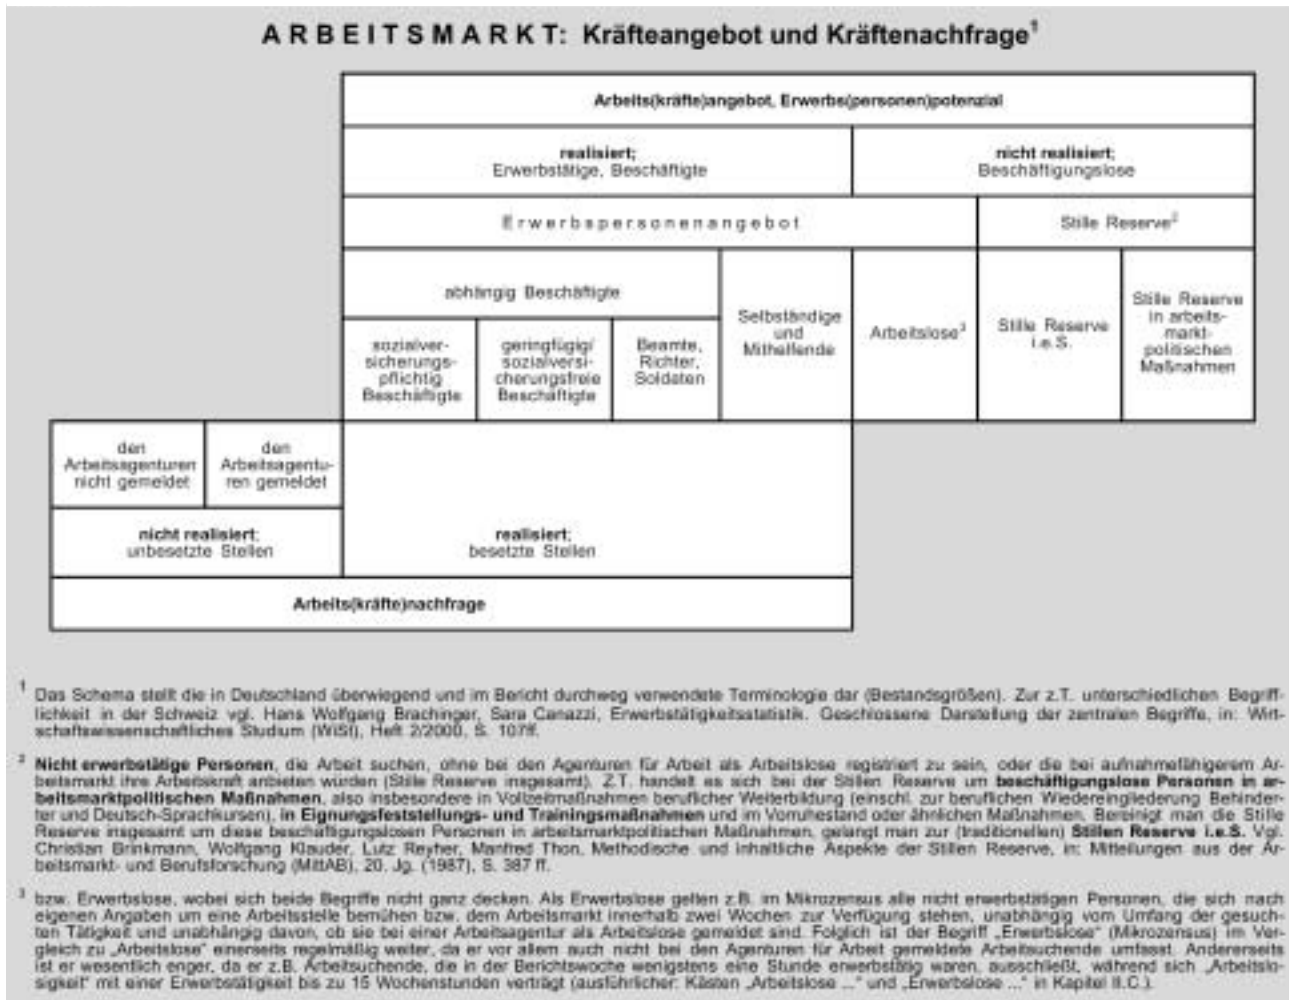 ARBEITSMARKT: Kräfteangebot und Kräftenachfrage¹
Arbeits(kräfte)angebot, Erwerbs(personen)potenzial
realisiert;
Erwerbstätige, Beschäftigte
nicht realisiert;
Beschäftigungslose
Erwerbspersonenangebot
Stille Reserve²
abhängig Beschäftigte
sozialver-
sicherungs-
pflichtig
Beschäftigte
geringfügig/
sozialversi-
cherungsfreie
Beschäftigte
Beamte,
Richter,
Soldaten
Selbständige
und
Mithelfende
Arbeitslose³
Stille Reserve
i.e.S.
Stille Reserve
in arbeits-
markt-
politischen
Maßnahmen
den
Arbeitsagenturen
nicht gemeldet
den
Arbeitsagentu-
ren gemeldet
nicht realisiert;
unbesetzte Stellen
realisiert;
besetzte Stellen
Arbeits(kräfte)nachfrage
¹ Das Schema stellt die in Deutschland überwiegend und im Bericht durchweg verwendete Terminologie dar (Bestandsgrößen). Zur z.T. unterschiedlichen Begriff-
lichkeit in der Schweiz vgl. Hans Wolfgang Brachinger, Sara Canazzi, Erwerbstätigkeitsstatistik. Geschlossene Darstellung der zentralen Begriffe, in: Wirt-
schaftswissenschaftliches Studium (WiSt), Heft 2/2000, S. 107ff.
² Nicht erwerbstätige Personen, die Arbeit suchen, ohne bei den Agenturen für Arbeit als Arbeitslose registriert zu sein, oder die bei aufnahmefähigerem Ar-
beitsmarkt ihre Arbeitskraft anbieten würden (Stille Reserve insgesamt). Z.T. handelt es sich bei der Stillen Reserve um beschäftigungslose Personen in ar-
beitsmarktpolitischen Maßnahmen, also insbesondere in Vollzeitmaßnahmen beruflicher Weiterbildung (einschl. zur beruflichen Wiedereingliederung Behinder-
ter und Deutsch-Sprachkursen), in Eignungsfeststellungs- und Trainingsmaßnahmen und im Vorruhestand oder ähnlichen Maßnahmen. Bereinigt man die Stille
Reserve insgesamt um diese beschäftigungslosen Personen in arbeitsmarktpolitischen Maßnahmen, gelangt man zur (traditionellen) Stillen Reserve i.e.S. Vgl.
Christian Brinkmann, Wolfgang Klauder, Lutz Reyher, Manfred Thon, Methodische und inhaltliche Aspekte der Stillen Reserve, in: Mitteilungen aus der Ar-
beitsmarkt- und Berufsforschung (MittAB), 20. Jg. (1987), S. 387 ff.
³ bzw. Erwerbslose, wobei sich beide Begriffe nicht ganz decken. Als Erwerbslose gelten z.B. im Mikrozensus alle nicht erwerbstätigen Personen, die sich nach
eigenen Angaben um eine Arbeitsstelle bemühen bzw. dem Arbeitsmarkt innerhalb zwei Wochen zur Verfügung stehen, unabhängig vom Umfang der gesuch-
ten Tätigkeit und unabhängig davon, ob sie bei einer Arbeitsagentur als Arbeitslose gemeldet sind. Folglich ist der Begriff „Erwerbslose“ (Mikrozensus) im Ver-
gleich zu „Arbeitslose“ einerseits regelmäßig weiter, da er vor allem auch nicht bei den Agenturen für Arbeit gemeldete Arbeitsuchende umfasst. Andererseits
ist er wesentlich enger, da er z.B. Arbeitsuchende, die in der Berichtswoche wenigstens eine Stunde erwerbstätig waren, ausschließt, während sich „Arbeitslo-
sigkeit“ mit einer Erwerbstätigkeit bis zu 15 Wochenstunden verträgt (ausführlicher: Kästen „Arbeitslose ...“ und „Erwerbslose ...“ in Kapitel II.C.).